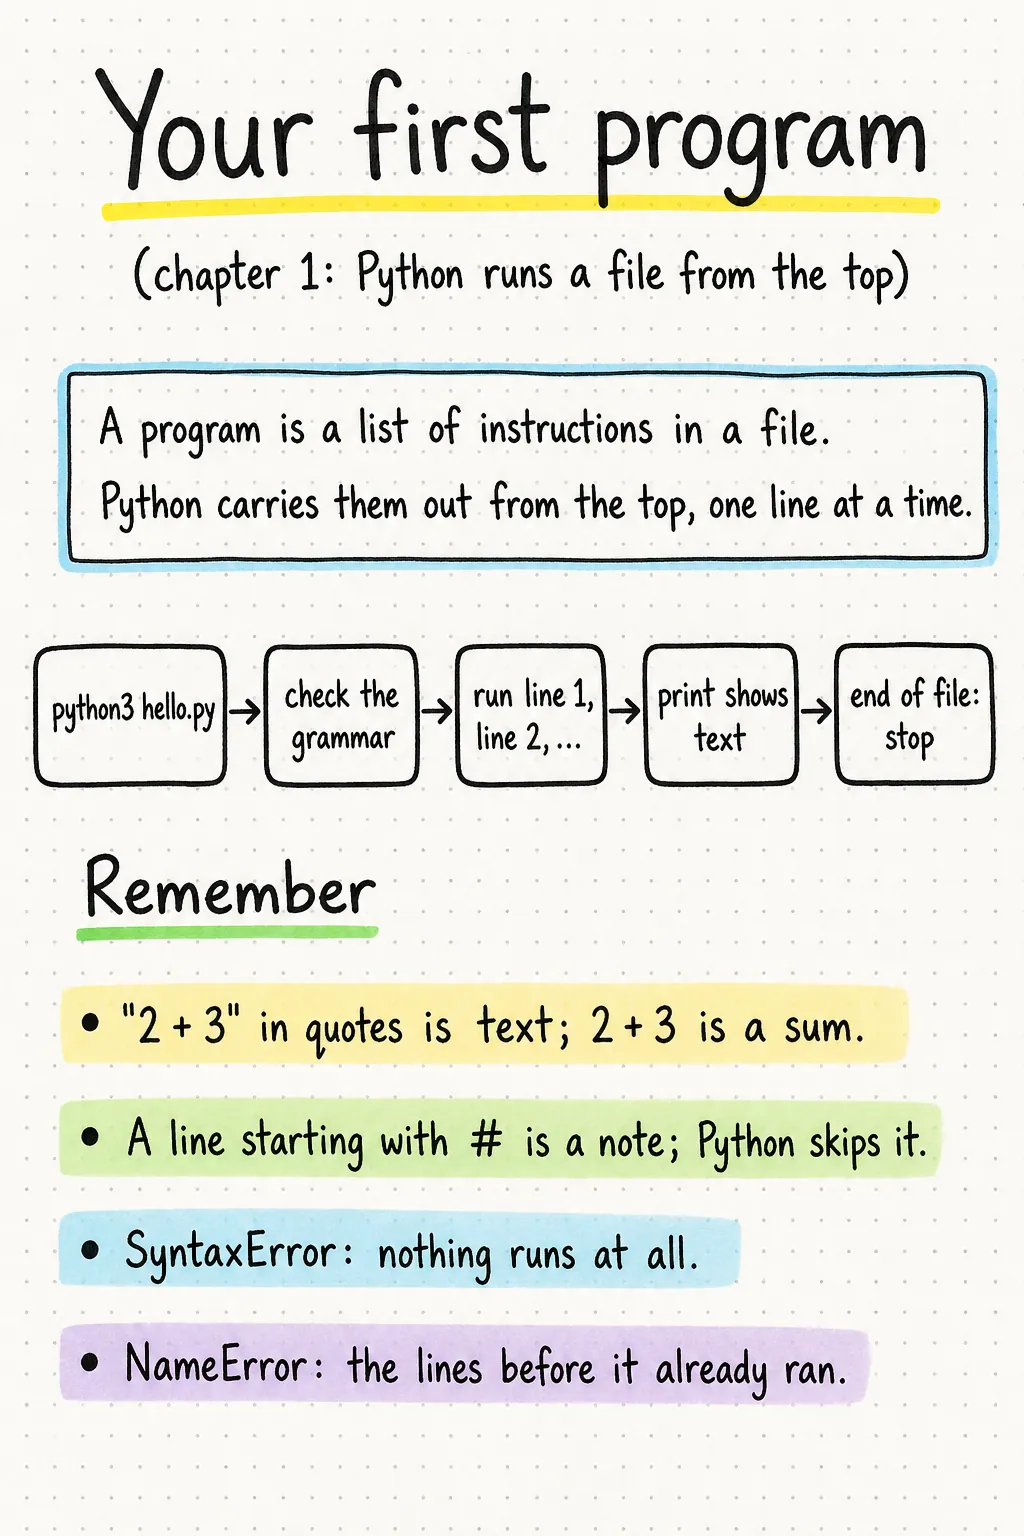 Your first program
(chapter 1: Python runs a file from the top)
A program is a list of instructions in a file.
Python carries them out from the top, one line at a time.
python3 hello.py
check the
grammar
run line 1,
line 2, ...
print shows
text
end of file:
stop
Remember
• "2 + 3" in quotes is text; 2 + 3 is a sum.
• A line starting with # is a note; Python skips it.
• SyntaxError: nothing runs at all.
• NameError: the lines before it already ran.